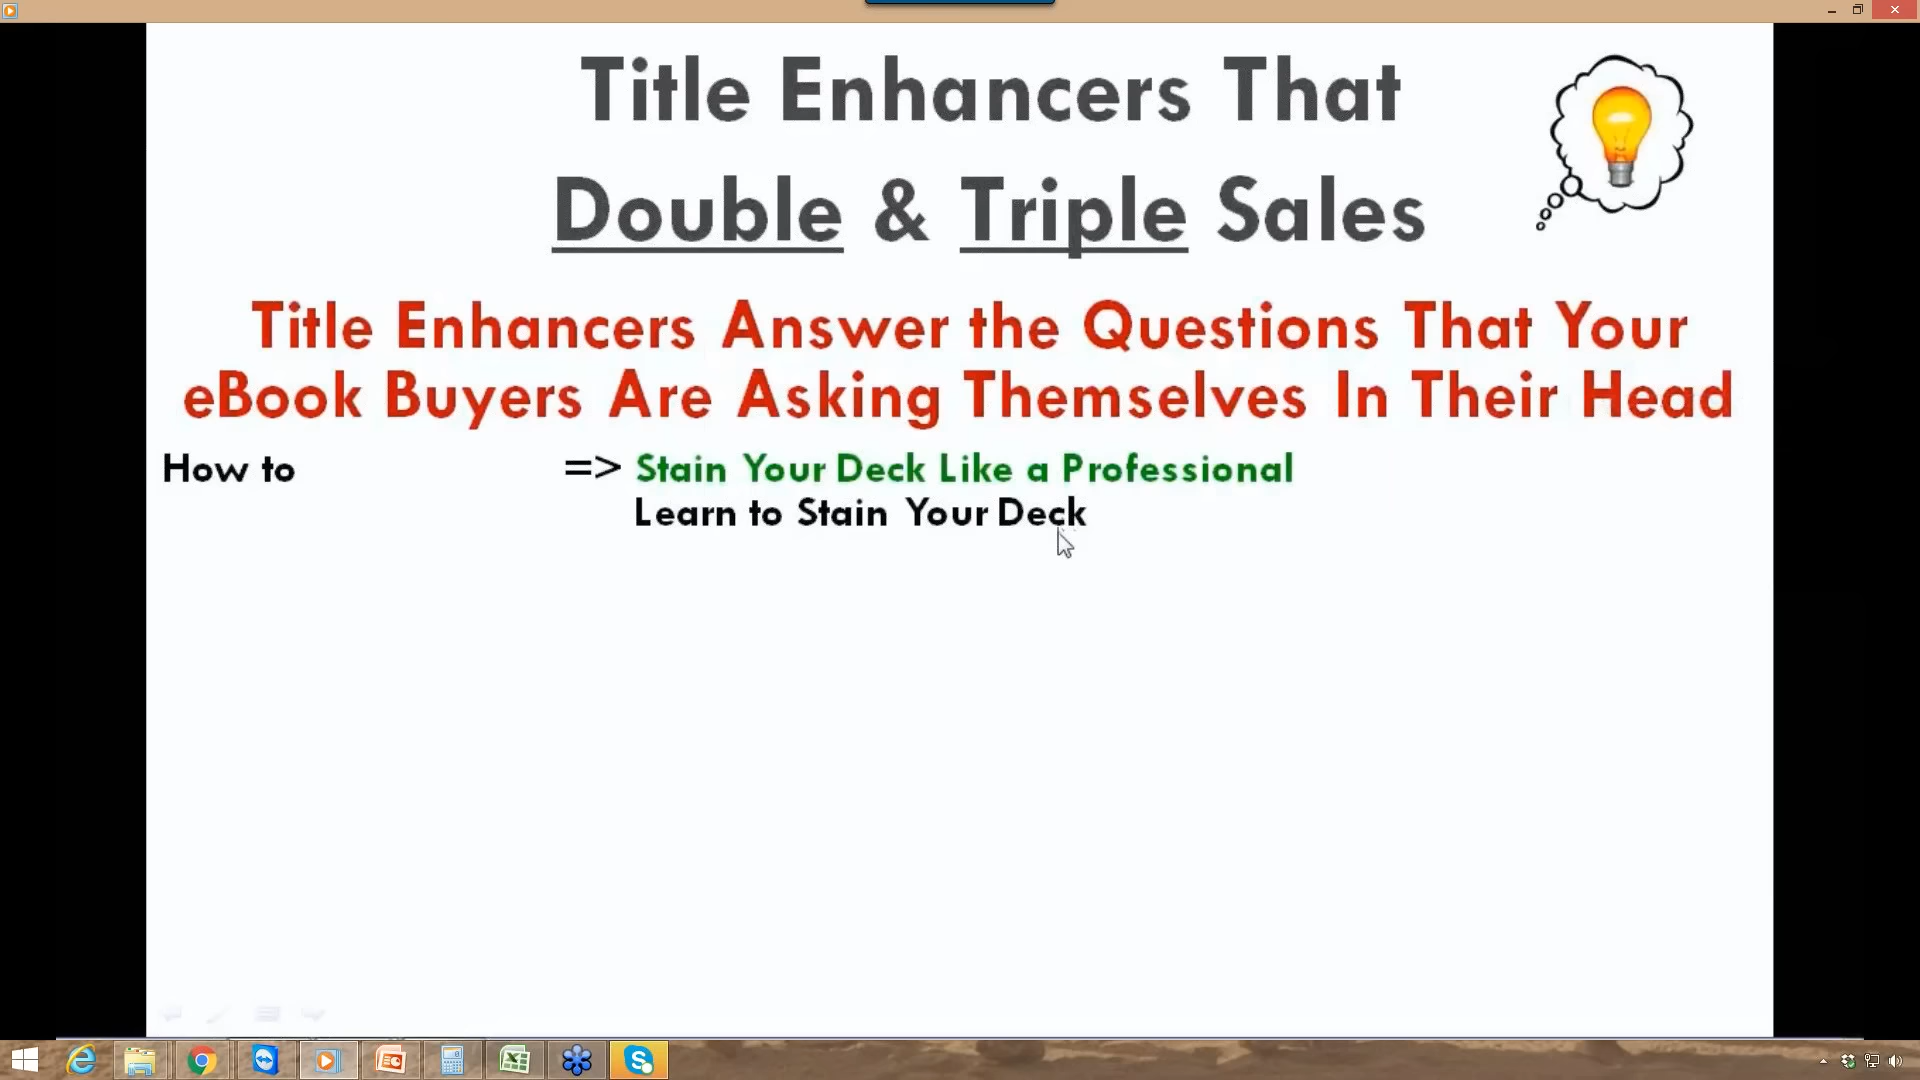 Title Enhancers That
Double & Triple Sales
Title Enhancers Answer the Questions That Your
eBook Buyers Are Asking Themselves In Their Head
How to => Stain Your Deck Like a Professional
Learn to Stain Your Deck